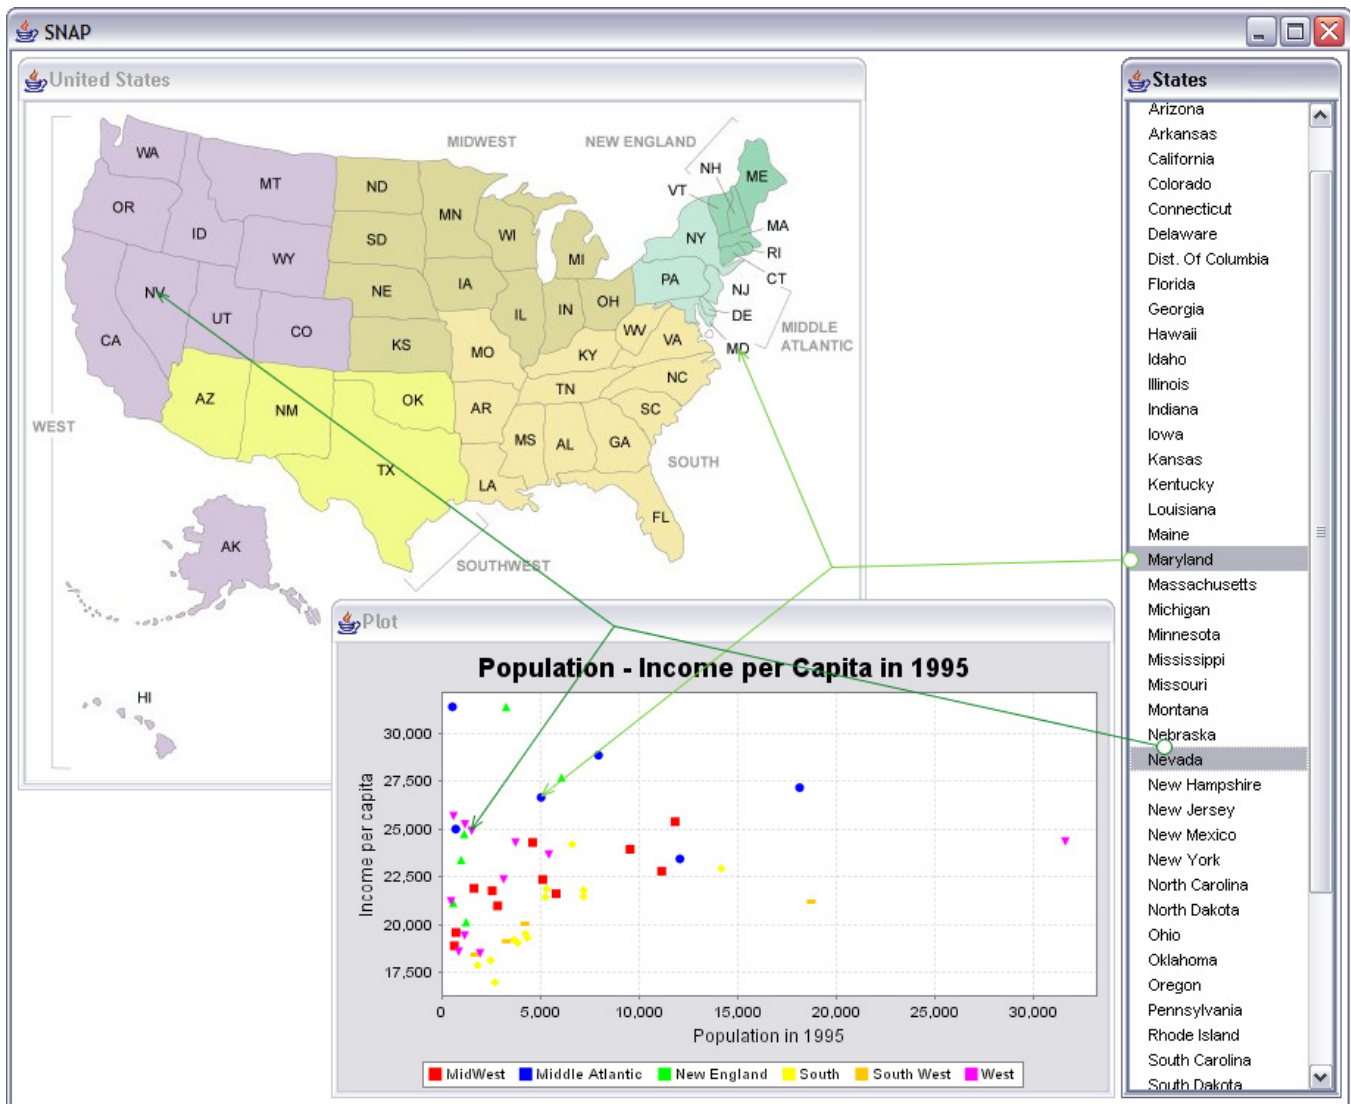 SNAP
United States
States
MIDWEST
NEW ENGLAND
WA
MT
ND
MN
NH
ME
VT
OR
ID
WY
SD
WI
MI
NY
MA
RI
CT
NV
UT
CO
NE
IA
IL
IN
OH
PA
NJ
DE
MD
MIDDLE
ATLANTIC
CA
KS
MO
KY
WV
VA
AZ
NM
OK
AR
TN
NC
SC
WEST
TX
MS
AL
GA
SOUTH
LA
FL
AK
SOUTHWEST
HI
Plot
Population - Income per Capita in 1995
Income per capita
30,000
27,500
25,000
22,500
20,000
17,500
0
5,000
10,000
15,000
20,000
25,000
30,000
Population in 1995
MidWest
Middle Atlantic
New England
South
South West
West
Arizona
Arkansas
California
Colorado
Connecticut
Delaware
Dist. Of Columbia
Florida
Georgia
Hawaii
Idaho
Illinois
Indiana
Iowa
Kansas
Kentucky
Louisiana
Maine
Maryland
Massachusetts
Michigan
Minnesota
Mississippi
Missouri
Montana
Nebraska
Nevada
New Hampshire
New Jersey
New Mexico
New York
North Carolina
North Dakota
Ohio
Oklahoma
Oregon
Pennsylvania
Rhode Island
South Carolina
South Dakota